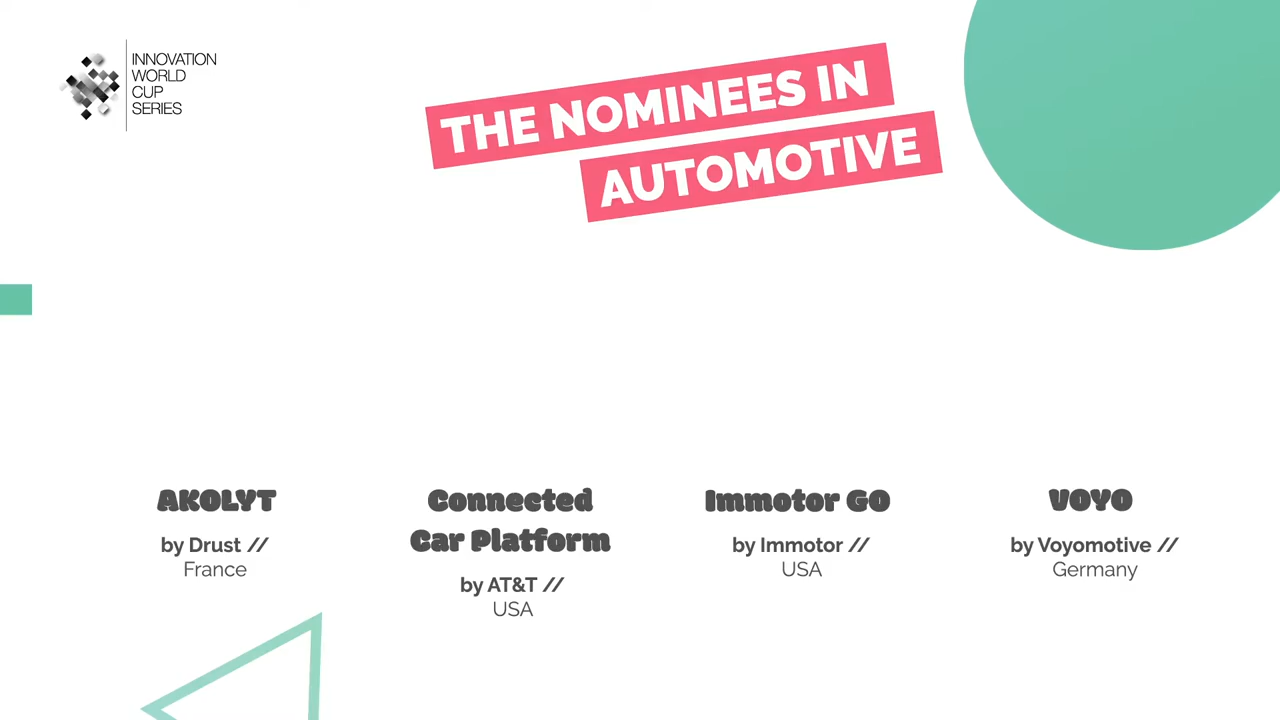 INNOVATION
WORLD
CUP
SERIES
THE NOMINEES IN
AUTOMOTIVE
AKOLYT
by Drust //
France
Connected
Car Platform
by AT&T //
USA
Immotor GO
by Immotor //
USA
VOYO
by Voyomotive //
Germany